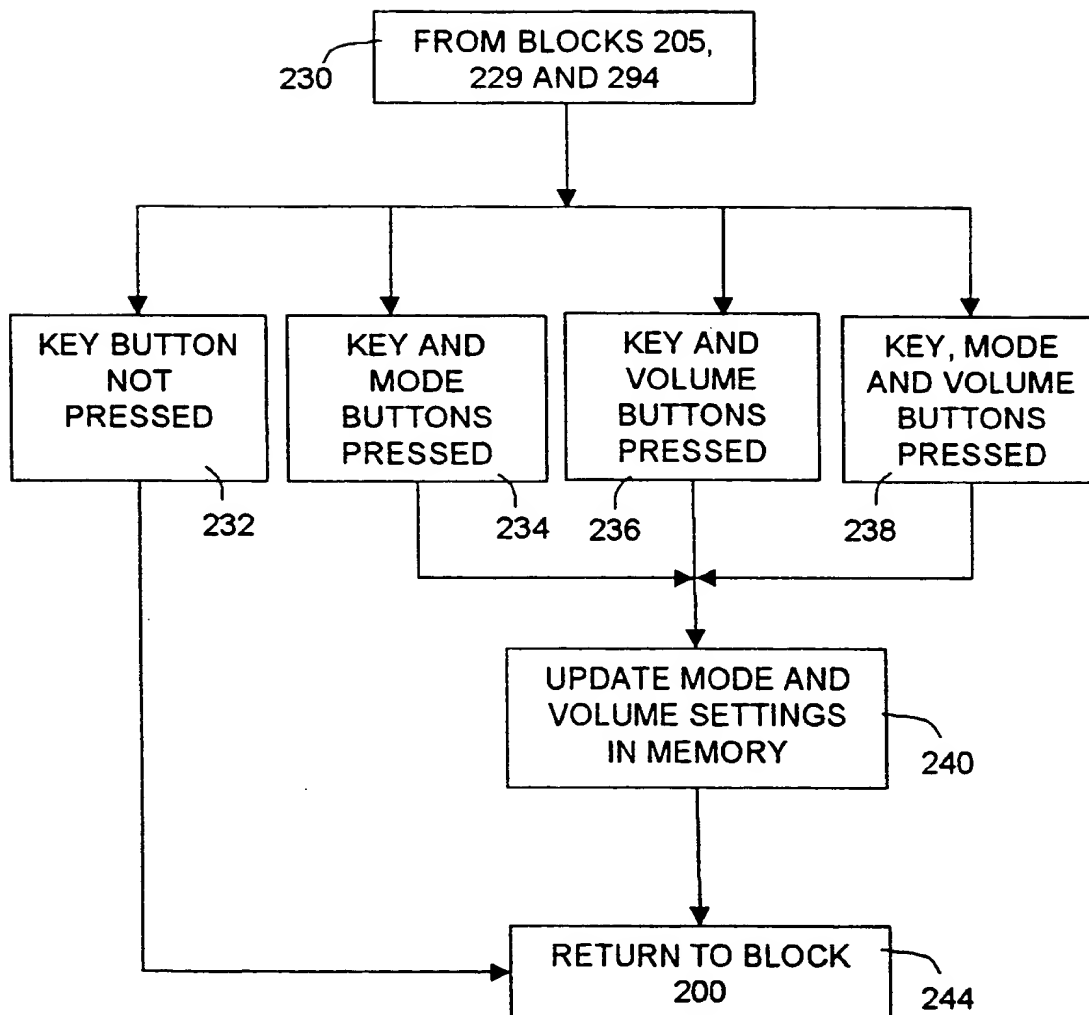 FROM BLOCKS 205,
229 AND 294
230
KEY BUTTON
NOT
PRESSED
232
KEY AND
MODE
BUTTONS
PRESSED
234
KEY AND
VOLUME
BUTTONS
PRESSED
236
KEY, MODE
AND VOLUME
BUTTONS
PRESSED
238
UPDATE MODE AND
VOLUME SETTINGS
IN MEMORY
240
RETURN TO BLOCK
200
244